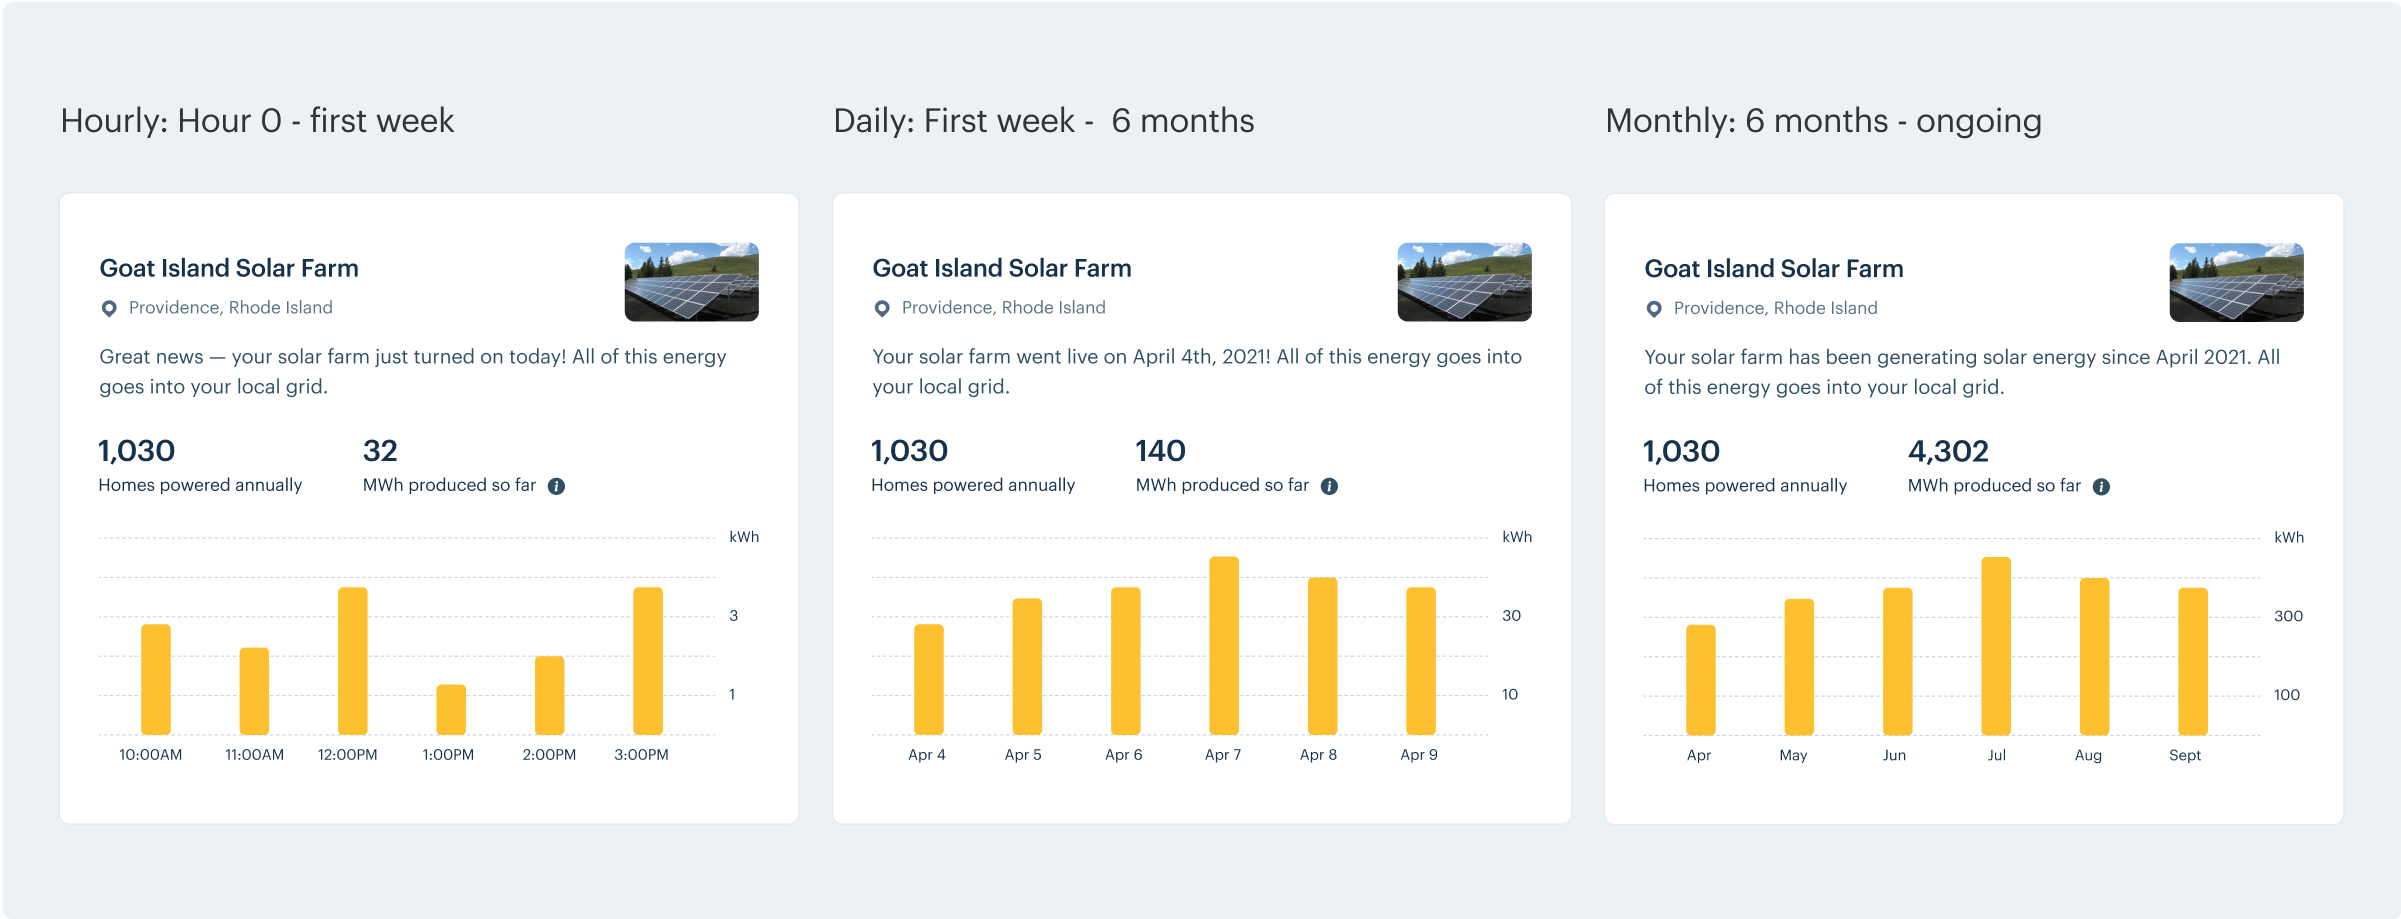 Hourly: Hour 0 - first week
Goat Island Solar Farm
Providence, Rhode Island
Great news — your solar farm just turned on today! All of this energy
goes into your local grid.
1,030
Homes powered annually
32
MWh produced so far
kWh
3
1
10:00AM 11:00AM 12:00PM 1:00PM 2:00PM 3:00PM
Daily: First week - 6 months
Goat Island Solar Farm
Providence, Rhode Island
Your solar farm went live on April 4th, 2021! All of this energy goes into
your local grid.
1,030
Homes powered annually
140
MWh produced so far
kWh
30
10
Apr 4 Apr 5 Apr 6 Apr 7 Apr 8 Apr 9
Monthly: 6 months - ongoing
Goat Island Solar Farm
Providence, Rhode Island
Your solar farm has been generating solar energy since April 2021. All
of this energy goes into your local grid.
1,030
Homes powered annually
4,302
MWh produced so far
kWh
300
100
Apr May Jun Jul Aug Sept